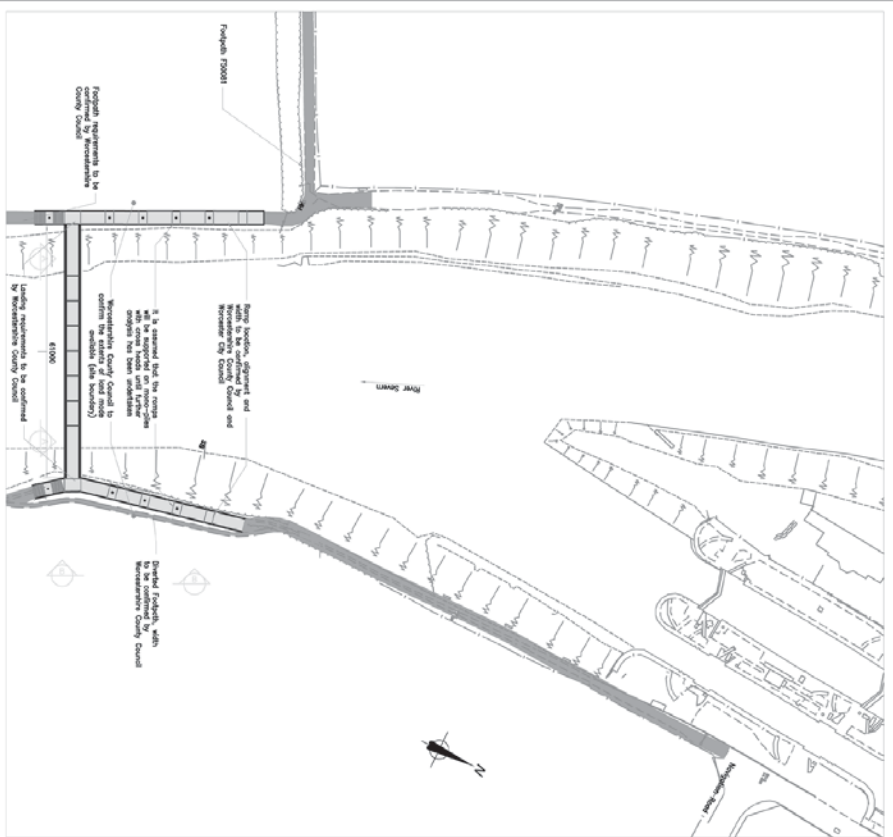 Footpath FS0081
Footpath requirements to be
confirmed by Worcestershire
County Council
61000
Landing requirements to be confirmed
by Worcestershire County Council
Worcestershire County Council to
confirm the extents of land made
available (site boundary)
It is assumed that the ramps
will be supported on mono-piles
with cross heads until further
analysis has been undertaken
Ramp location, alignment and
width to be confirmed by
Worcestershire County Council and
Worcester City Council
River Severn
Diverted Footpath, width
to be confirmed by
Worcestershire County Council
Navigation Road
N